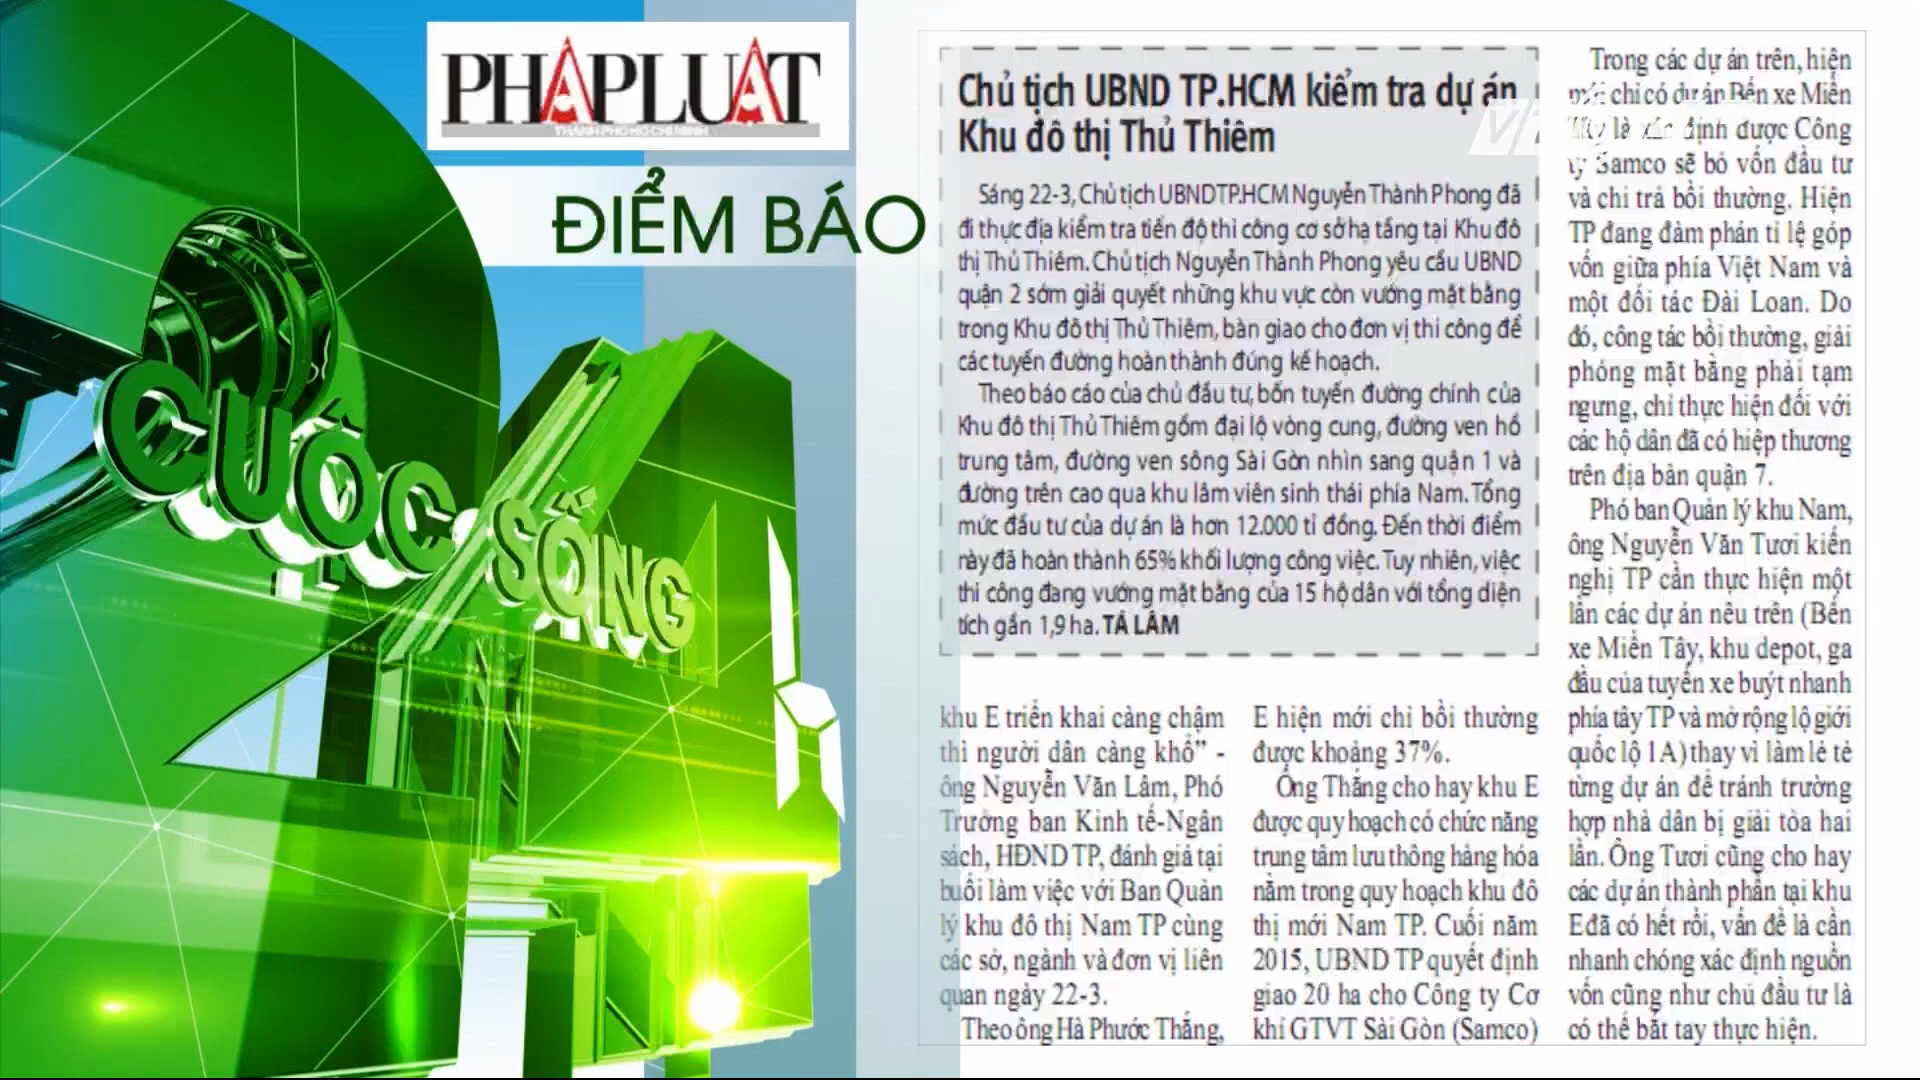 PHÁPLUẬT
THÀNH PHỐ HỒ CHÍ MINH
ĐIỂM BÁO
CUỘC SỐNG
24
Chủ tịch UBND TP.HCM kiểm tra dự án
Khu đô thị Thủ Thiêm
Sáng 22-3, Chủ tịch UBND TP.HCM Nguyễn Thành Phong đã
đi thực địa kiểm tra tiến độ thi công cơ sở hạ tầng tại Khu đô
thị Thủ Thiêm. Chủ tịch Nguyễn Thành Phong yêu cầu UBND
quận 2 sớm giải quyết những khu vực còn vướng mặt bằng
trong Khu đô thị Thủ Thiêm, bàn giao cho đơn vị thi công để
các tuyến đường hoàn thành đúng kế hoạch.
Theo báo cáo của chủ đầu tư, bốn tuyến đường chính của
Khu đô thị Thủ Thiêm gồm đại lộ vòng cung, đường ven hồ
trung tâm, đường ven sông Sài Gòn nhìn sang quận 1 và
đường trên cao qua khu lâm viên sinh thái phía Nam. Tổng
mức đầu tư của dự án là hơn 12.000 tỉ đồng. Đến thời điểm
này đã hoàn thành 65% khối lượng công việc. Tuy nhiên, việc
thi công đang vướng mặt bằng của 15 hộ dân với tổng diện
tích gần 1,9 ha. TÁ LÂM
khu E triển khai càng chậm
thì người dân càng khổ” -
ông Nguyễn Văn Lâm, Phó
Trưởng ban Kinh tế-Ngân
sách, HĐND TP, đánh giá tại
buổi làm việc với Ban Quản
lý khu đô thị Nam TP cùng
các sở, ngành và đơn vị liên
quan ngày 22-3.
Theo ông Hà Phước Thắng,
E hiện mới chỉ bồi thường
được khoảng 37%.
Ông Thắng cho hay khu E
được quy hoạch có chức năng
trung tâm lưu thông hàng hóa
nằm trong quy hoạch khu đô
thị mới Nam TP. Cuối năm
2015, UBND TP quyết định
giao 20 ha cho Công ty Cơ
khí GTVT Sài Gòn (Samco)
Trong các dự án trên, hiện
mới chỉ có dự án Bến xe Miền
Tây là xác định được Công
ty Samco sẽ bỏ vốn đầu tư
và chi trả bồi thường. Hiện
TP đang đàm phán tỉ lệ góp
vốn giữa phía Việt Nam và
một đối tác Đài Loan. Do
đó, công tác bồi thường, giải
phóng mặt bằng phải tạm
ngưng, chỉ thực hiện đối với
các hộ dân đã có hiệp thương
trên địa bàn quận 7.
Phó ban Quản lý khu Nam,
ông Nguyễn Văn Tươi kiến
nghị TP cần thực hiện một
lần các dự án nêu trên (Bến
xe Miền Tây, khu depot, ga
đầu của tuyến xe buýt nhanh
phía tây TP và mở rộng lộ giới
quốc lộ 1A) thay vì làm lẻ tẻ
từng dự án để tránh trường
hợp nhà dân bị giải tỏa hai
lần. Ông Tươi cũng cho hay
các dự án thành phần tại khu
E đã có hết rồi, vấn đề là cần
nhanh chóng xác định nguồn
vốn cũng như chủ đầu tư là
có thể bắt tay thực hiện.